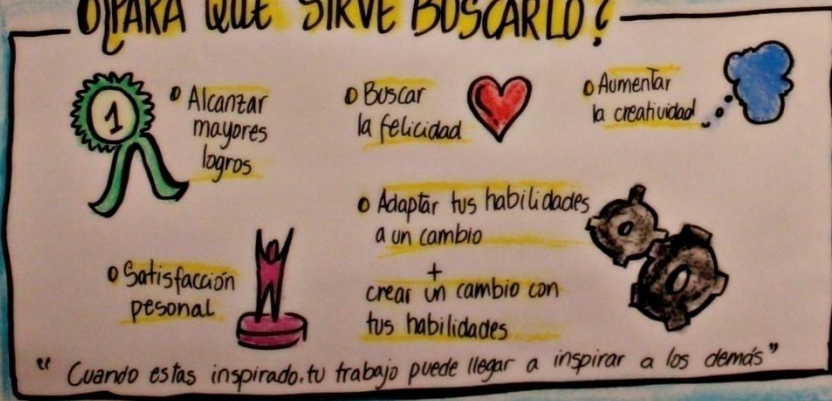 ¿PARA QUE SIRVE BUSCARLO?
1
Alcanzar
mayores
logros
Buscar
la felicidad
Aumentar
la creatividad
Adaptar tus habilidades
a un cambio
+
crear un cambio con
tus habilidades
Satisfacción
pesonal
"Cuando estas inspirado.tu trabajo puede llegar a inspirar a los demás"